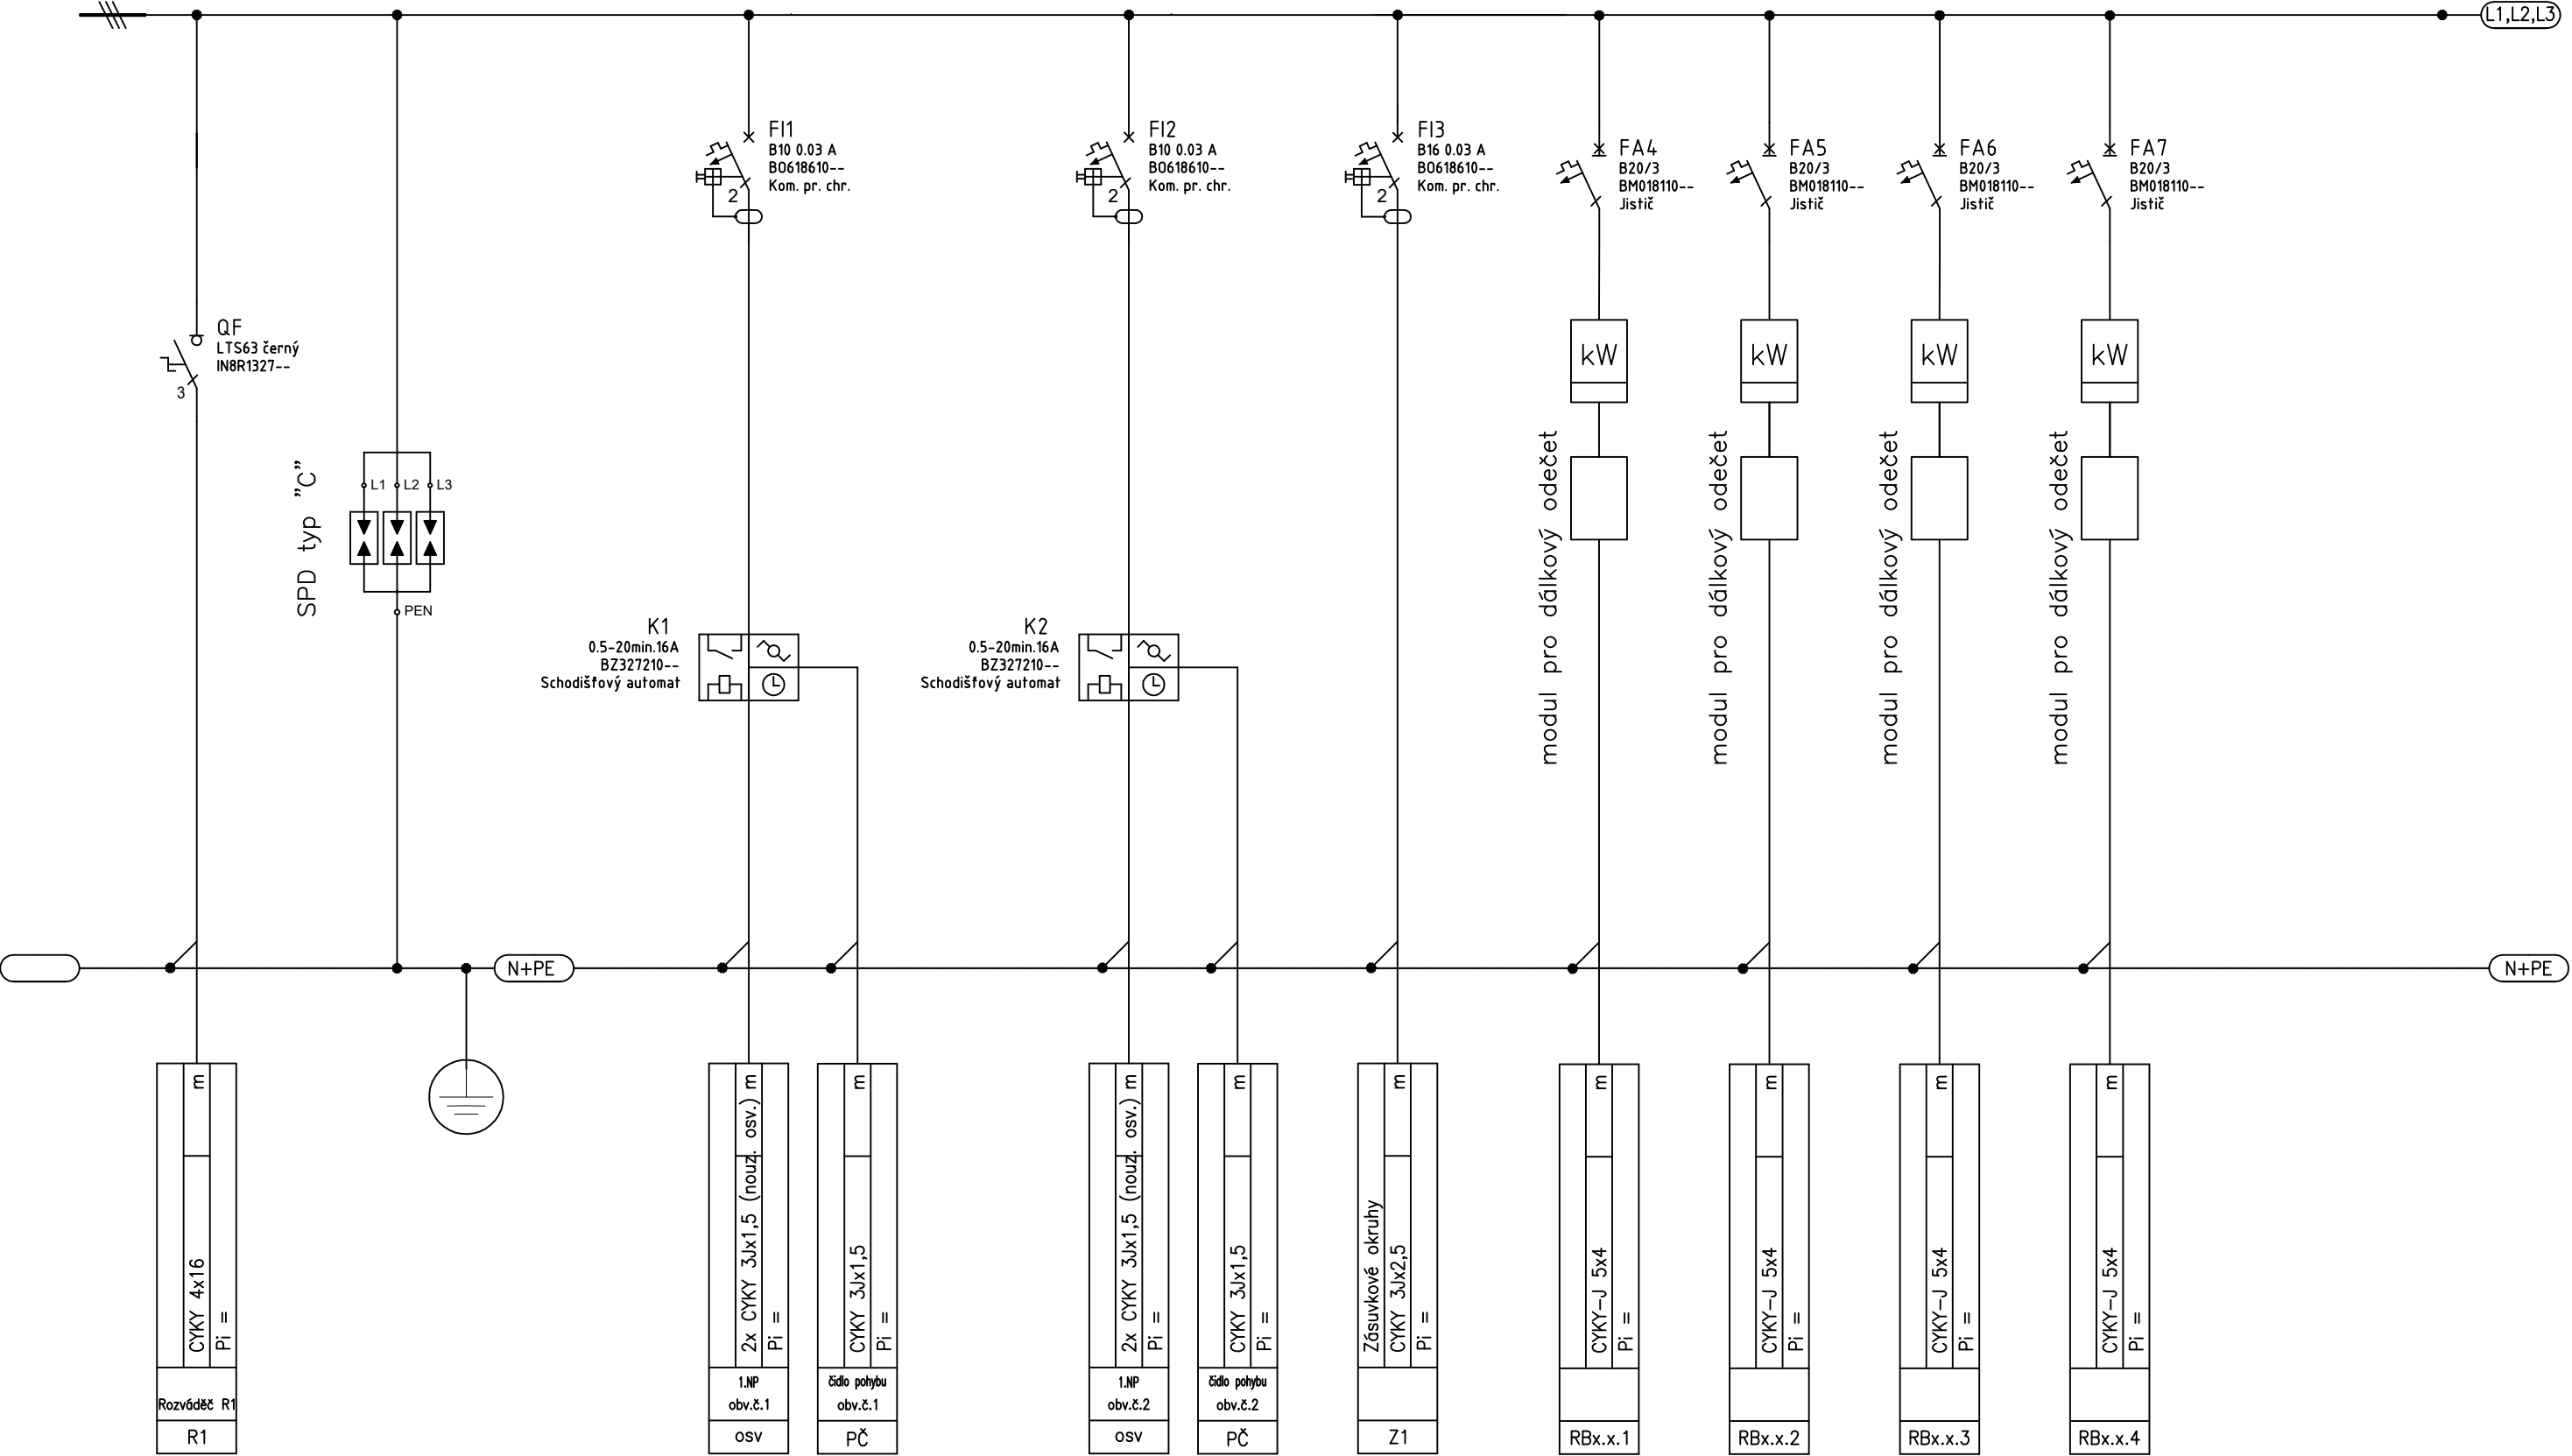 L1,L2,L3
FI1
B10 0.03 A
BO618610--
Kom. pr. chr.
2
FI2
B10 0.03 A
BO618610--
Kom. pr. chr.
2
FI3
B16 0.03 A
BO618610--
Kom. pr. chr.
2
FA4
B20/3
BM018110--
Jistič
FA5
B20/3
BM018110--
Jistič
FA6
B20/3
BM018110--
Jistič
FA7
B20/3
BM018110--
Jistič
QF
LTS63 černý
IN8R1327--
3
kW
kW
kW
kW
SPD typ "C"
L1
L2
L3
PEN
modul pro dálkový odečet
modul pro dálkový odečet
modul pro dálkový odečet
modul pro dálkový odečet
K1
0.5-20min.16A
BZ327210--
Schodišťový automat
K2
0.5-20min.16A
BZ327210--
Schodišťový automat
N+PE
N+PE
CYKY 4x16
m
Pi =
Rozváděč R1
R1
2x CYKY 3Jx1,5 (nouz. osv.)
m
Pi =
1.NP
obv.č.1
osv
CYKY 3Jx1,5
m
Pi =
čidlo pohybu
obv.č.1
PČ
2x CYKY 3Jx1,5 (nouz. osv.)
m
Pi =
1.NP
obv.č.2
osv
CYKY 3Jx1,5
m
Pi =
čidlo pohybu
obv.č.2
PČ
Zásuvkové okruhy
CYKY 3Jx2,5
m
Pi =
Z1
CYKY-J 5x4
m
Pi =
RBx.x.1
CYKY-J 5x4
m
Pi =
RBx.x.2
CYKY-J 5x4
m
Pi =
RBx.x.3
CYKY-J 5x4
m
Pi =
RBx.x.4